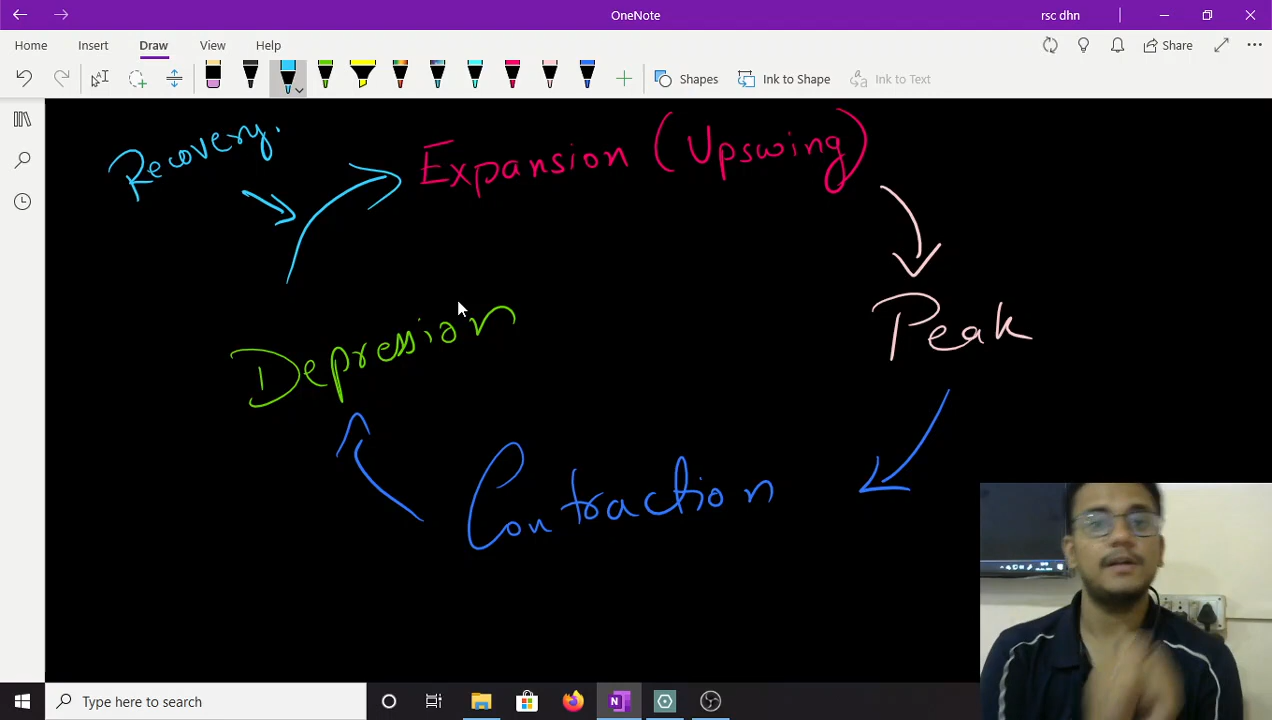 OneNote
rsc dhn
Home Insert Draw View Help
Share
Shapes Ink to Shape Ink to Text
Recovery.
Expansion (Upswing)
Peak
Depression
Contraction
Type here to search